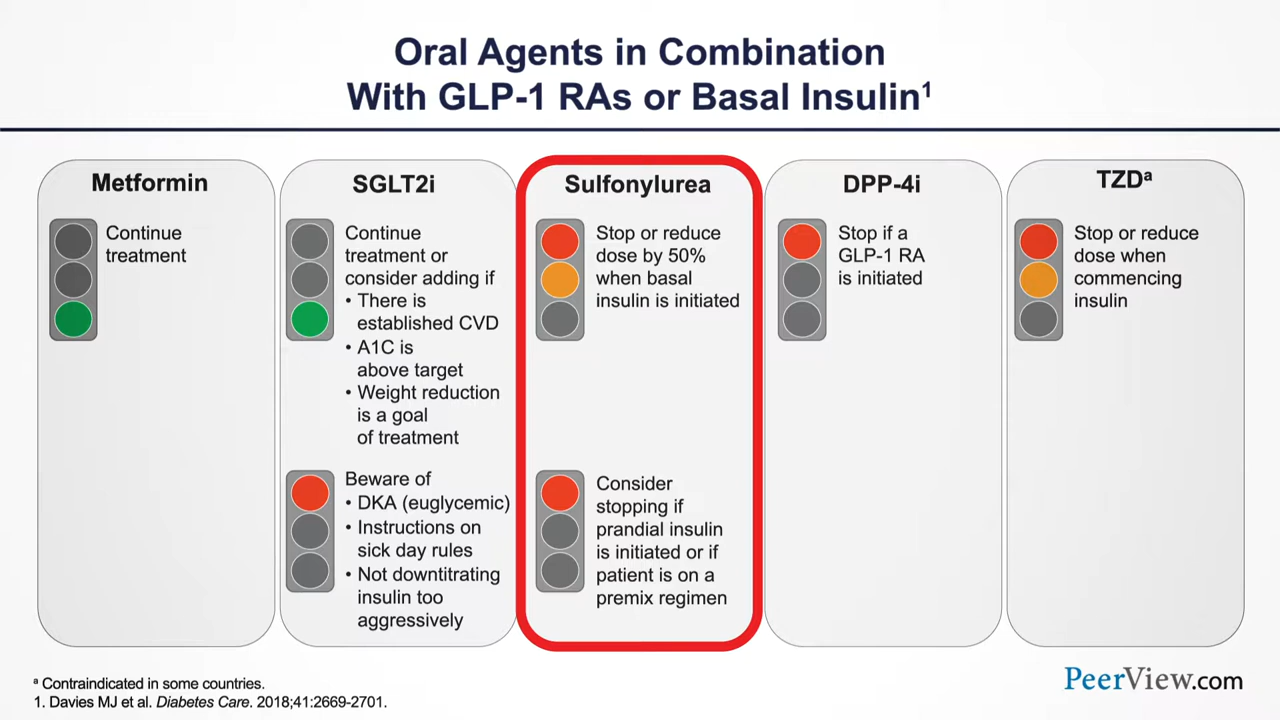 Oral Agents in Combination
With GLP-1 RAs or Basal Insulin¹
Metformin
Continue
treatment
SGLT2i
Continue
treatment or
consider adding if
• There is
established CVD
• A1C is
above target
• Weight reduction
is a goal
of treatment
Beware of
• DKA (euglycemic)
• Instructions on
sick day rules
• Not downtitrating
insulin too
aggressively
Sulfonylurea
Stop or reduce
dose by 50%
when basal
insulin is initiated
Consider
stopping if
prandial insulin
is initiated or if
patient is on a
premix regimen
DPP-4i
Stop if a
GLP-1 RA
is initiated
TZDᵃ
Stop or reduce
dose when
commencing
insulin
ᵃ Contraindicated in some countries.
1. Davies MJ et al. Diabetes Care. 2018;41:2669-2701.
PeerView.com